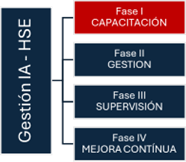 Gestión IA - HSE
Fase I
CAPACITACIÓN
Fase II
GESTION
Fase III
SUPERVISIÓN
Fase IV
MEJORA CONTÍNUA